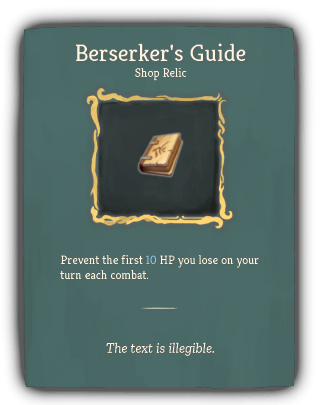 Berserker's Guide
Shop Relic
Prevent the first 10 HP you lose on your
turn each combat.
The text is illegible.